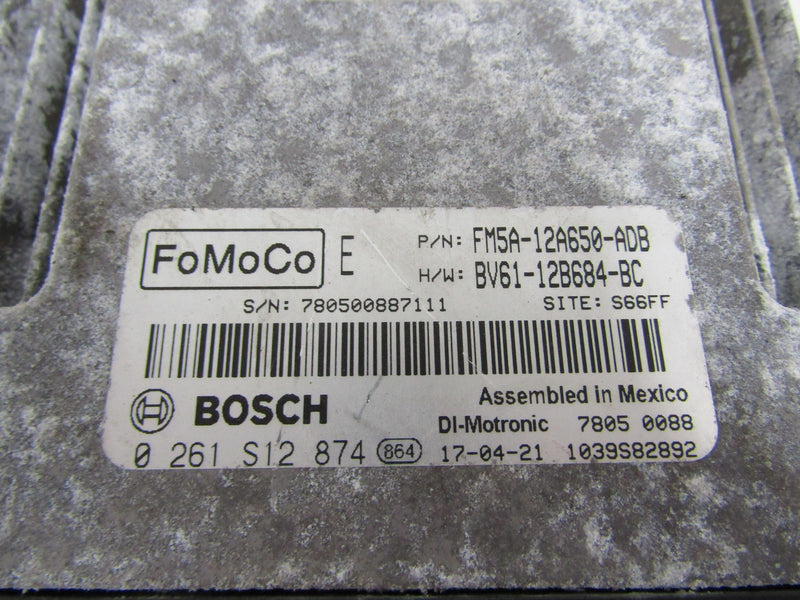 FoMoCo E P/N: FM5A-12A650-ADB
H/W: BV61-12B684-BC
S/N: 780500887111 SITE: S66FF
BOSCH Assembled in Mexico
DI-Motronic 7805 0088
0 261 S12 874 864 17-04-21 1039S82892